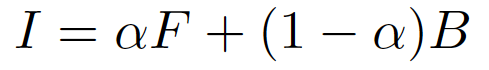 I = αF + (1 − α)B